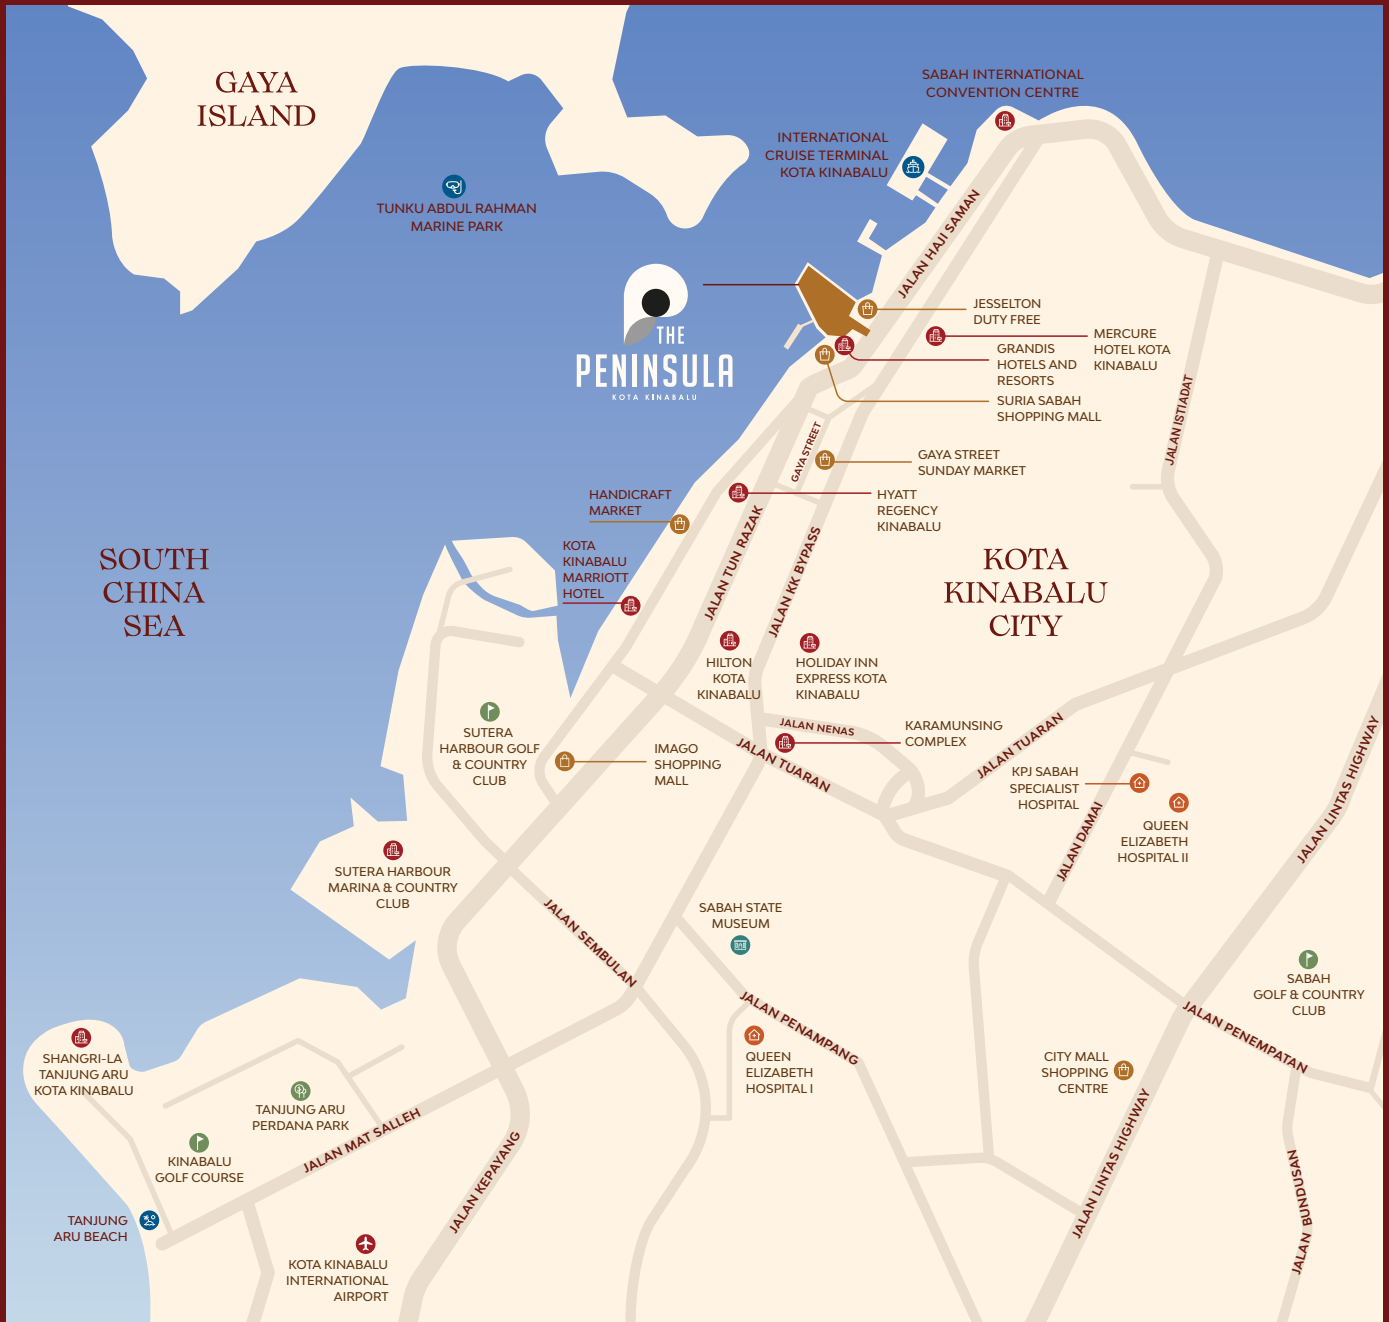 GAYA
ISLAND
SABAH INTERNATIONAL
CONVENTION CENTRE
INTERNATIONAL
CRUISE TERMINAL
KOTA KINABALU
TUNKU ABDUL RAHMAN
MARINE PARK
JALAN HAJI SAMAN
THE
PENINSULA
KOTA KINABALU
JESSELTON
DUTY FREE
MERCURE
HOTEL KOTA
KINABALU
GRANDIS
HOTELS AND
RESORTS
SURIA SABAH
SHOPPING MALL
JALAN ISTIADAT
GAYA STREET
GAYA STREET
SUNDAY MARKET
HANDICRAFT
MARKET
HYATT
REGENCY
KINABALU
KOTA
KINABALU
MARRIOTT
HOTEL
JALAN TUN RAZAK
JALAN KK BYPASS
SOUTH
CHINA
SEA
KOTA
KINABALU
CITY
HILTON
KOTA
KINABALU
HOLIDAY INN
EXPRESS KOTA
KINABALU
SUTERA
HARBOUR GOLF
& COUNTRY
CLUB
IMAGO
SHOPPING
MALL
JALAN NENAS
KARAMUNSING
COMPLEX
JALAN TUARAN
JALAN TUARAN
KPJ SABAH
SPECIALIST
HOSPITAL
JALAN DAMAI
QUEEN
ELIZABETH
HOSPITAL II
JALAN LINTAS HIGHWAY
SUTERA HARBOUR
MARINA & COUNTRY
CLUB
JALAN SEMBULAN
SABAH STATE
MUSEUM
SABAH
GOLF & COUNTRY
CLUB
JALAN PENAMPANG
JALAN PENEMPATAN
SHANGRI-LA
TANJUNG ARU
KOTA KINABALU
QUEEN
ELIZABETH
HOSPITAL I
CITY MALL
SHOPPING
CENTRE
TANJUNG ARU
PERDANA PARK
JALAN MAT SALLEH
KINABALU
GOLF COURSE
JALAN KEPAYANG
JALAN LINTAS HIGHWAY
JALAN BUNDUSAN
TANJUNG
ARU BEACH
KOTA KINABALU
INTERNATIONAL
AIRPORT